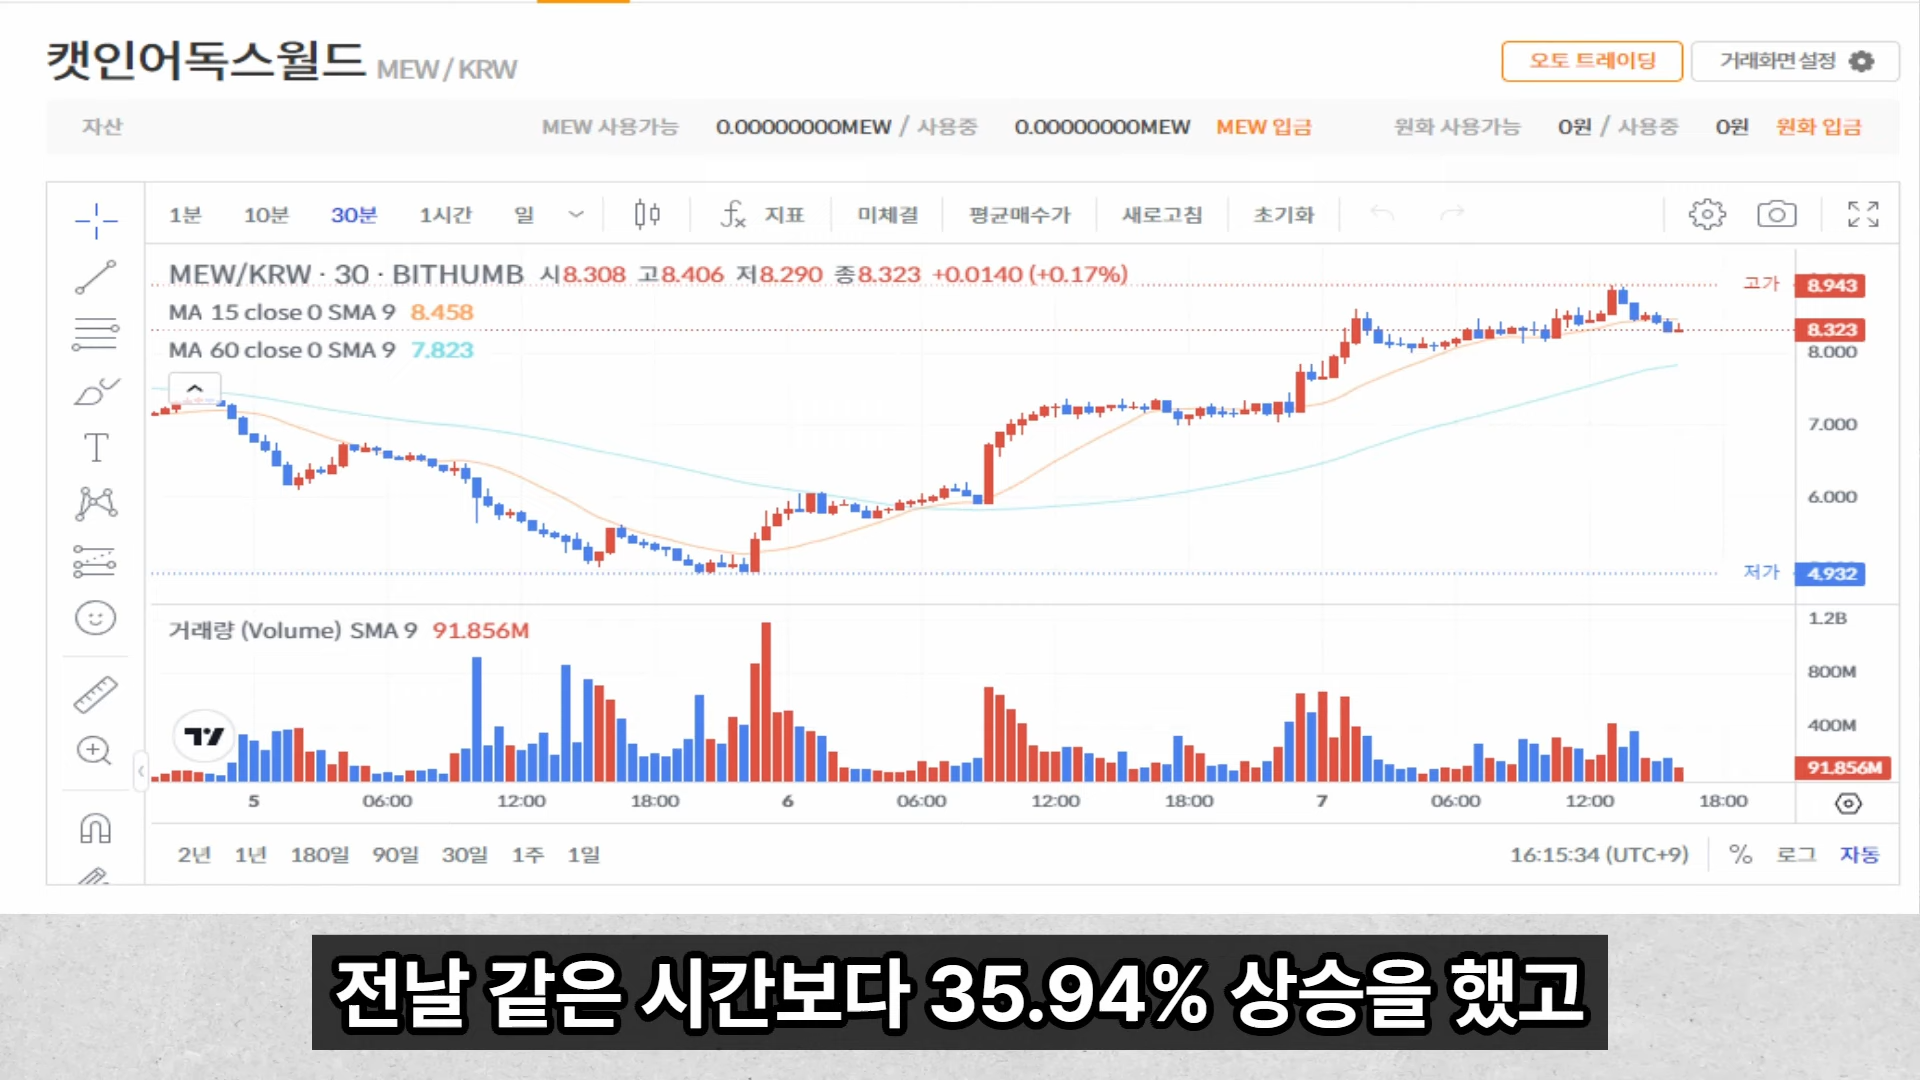 캣인어독스월드 MEW/KRW
오토 트레이딩
거래화면 설정
자산
MEW 사용가능 0.00000000MEW / 사용중 0.00000000MEW MEW 입금
원화 사용가능 0원 / 사용중 0원 원화 입금
1분 10분 30분 1시간 일 지표 미체결 평균매수가 새로고침 초기화
MEW/KRW · 30 · BITHUMB 시8.308 고8.406 저8.290 종8.323 +0.0140 (+0.17%)
MA 15 close 0 SMA 9 8.458
MA 60 close 0 SMA 9 7.823
고가 8.943
8.323
8.000
7.000
6.000
저가 4.932
거래량 (Volume) SMA 9 91.856M
1.2B
800M
400M
91.856M
5 06:00 12:00 18:00 6 06:00 12:00 18:00 7 06:00 12:00 18:00
2년 1년 180일 90일 30일 1주 1일
16:15:34 (UTC+9) % 로그 자동
전날 같은 시간보다 35.94% 상승을 했고